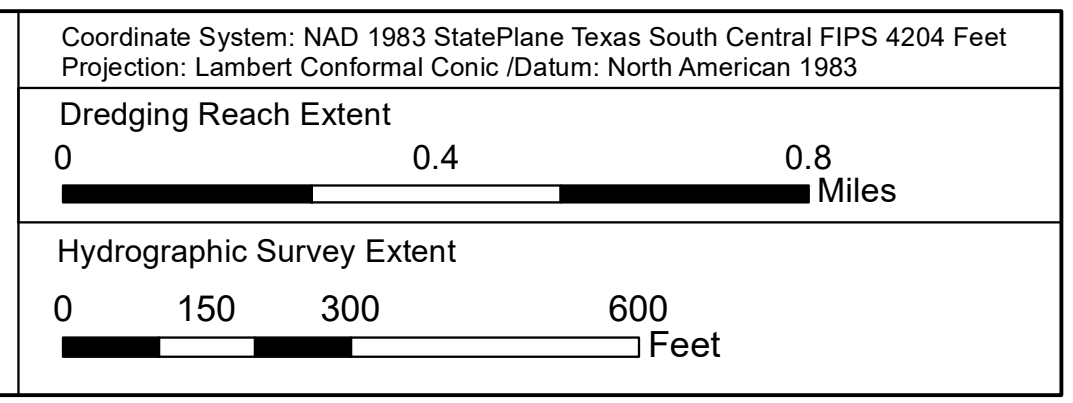 Coordinate System: NAD 1983 StatePlane Texas South Central FIPS 4204 Feet
Projection: Lambert Conformal Conic /Datum: North American 1983
Dredging Reach Extent
0 0.4 0.8
Miles
Hydrographic Survey Extent
0 150 300 600
Feet